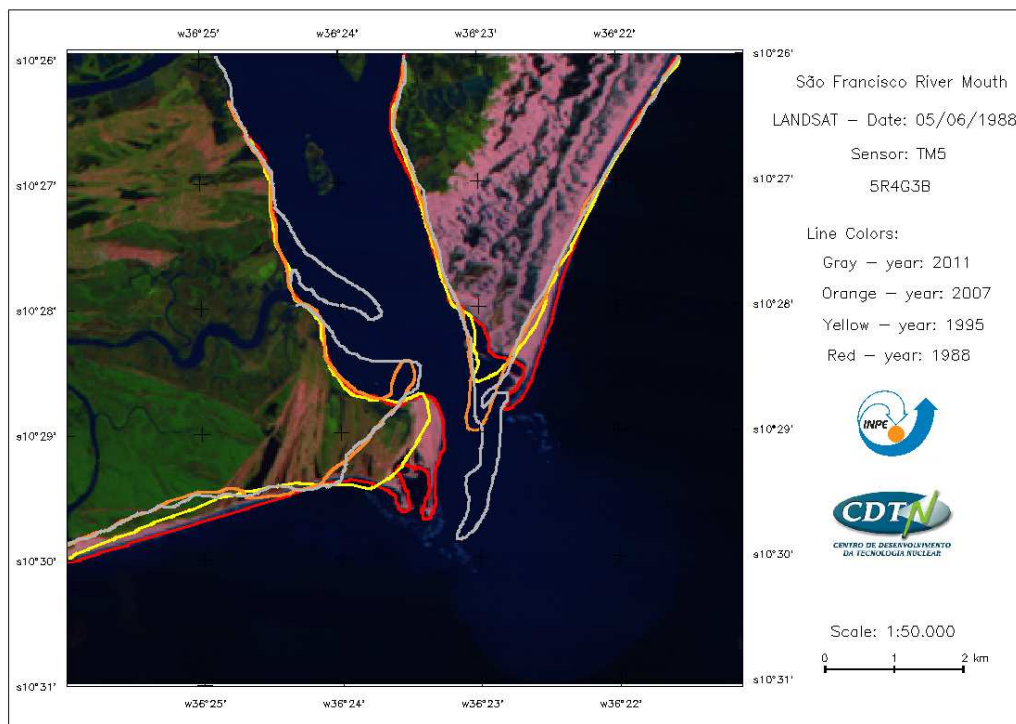 w36°25'
w36°24'
w36°23'
w36°22'
s10°26'
s10°27'
s10°28'
s10°29'
s10°30'
s10°31'
s10°26'
s10°27'
s10°28'
s10°29'
s10°30'
s10°31'
w36°25'
w36°24'
w36°23'
w36°22'
São Francisco River Mouth
LANDSAT – Date: 05/06/1988
Sensor: TM5
5R4G3B
Line Colors:
Gray – year: 2011
Orange – year: 2007
Yellow – year: 1995
Red – year: 1988
INPE
CDTN
CENTRO DE DESENVOLVIMENTO
DA TECNOLOGIA NUCLEAR
Scale: 1:50.000
0 1 2 km